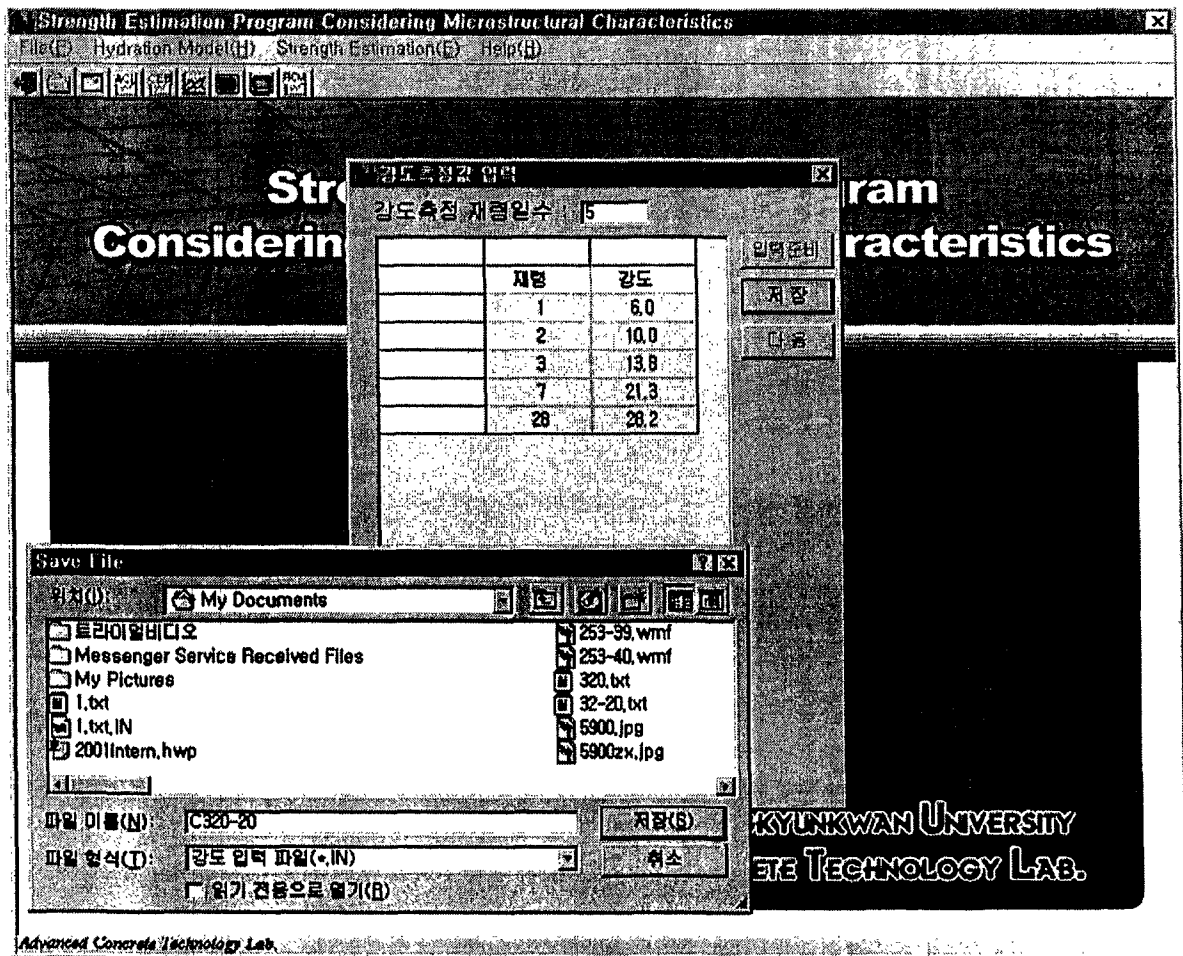 Strength Estimation Program Considering Microstructural Characteristics
File(F) Hydration Model(H) Strength Estimation(E) Help(H)
Stre
ram
Considerin
racteristics
강도측정값 입력
강도측정 재령일수 : 5
입력준비
저장
다음
재령 강도
1 6.0
2 10.0
3 13.8
7 21.3
28 28.2
Save File
위치(I):
My Documents
트라이얼비디오
Messenger Service Received Files
My Pictures
1.txt
1.txt.IN
2001intern.hwp
253-39.wmf
253-40.wmf
320.txt
32-20.txt
5900.jpg
5900zx.jpg
파일 이름(N): C320-20 저장(S)
파일 형식(T): 강도 입력 파일(*.IN) 취소
읽기 전용으로 열기(R)
KYUNKWAN UNIVERSITY
ETE TECHNOLOGY LAB.
Advanced Concrete Technology Lab.